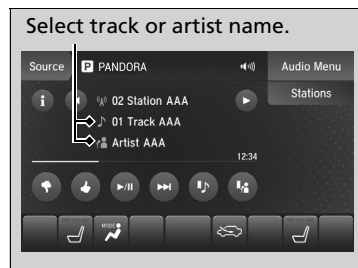 Select track or artist name.
Source
P PANDORA
Audio Menu
Stations
i
02 Station AAA
01 Track AAA
Artist AAA
12:34
MODE